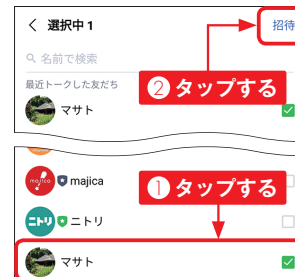 < 選択中 1
招待
名前で検索
最近トークした友だち
② タップする
マサト
majica
majica
① タップする
ニトリ
ニトリ
マサト